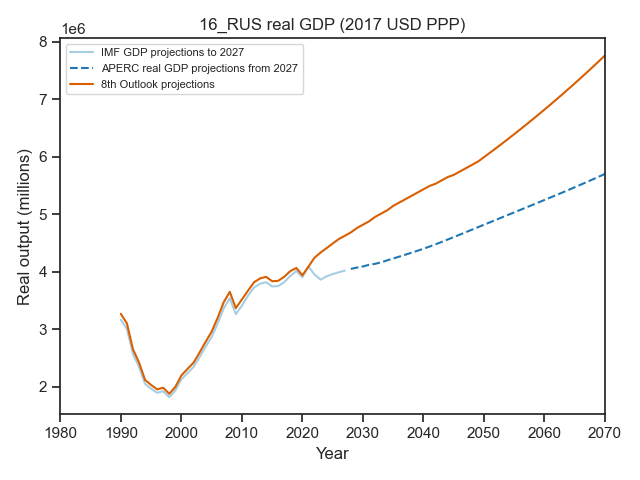 16_RUS real GDP (2017 USD PPP)
1e6
IMF GDP projections to 2027
APERC real GDP projections from 2027
8th Outlook projections
8
7
6
5
4
3
2
Real output (millions)
1980 1990 2000 2010 2020 2030 2040 2050 2060 2070
Year